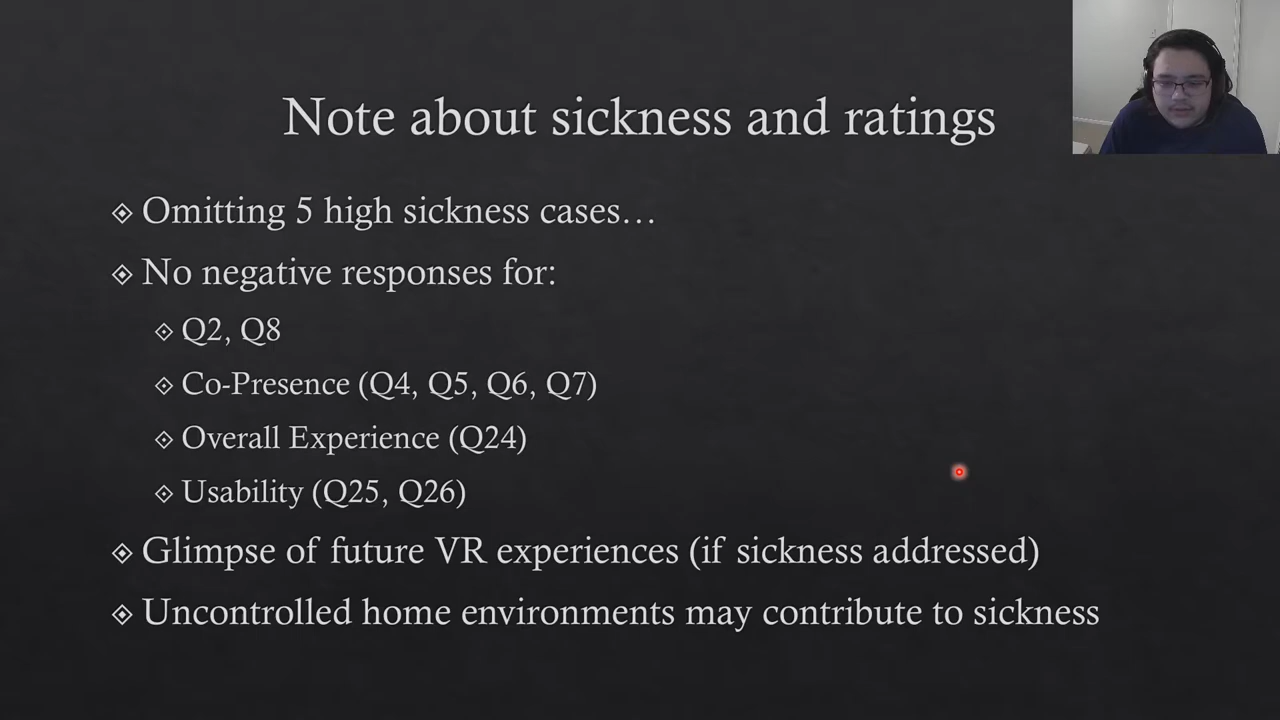 Note about sickness and ratings
Omitting 5 high sickness cases…
No negative responses for:
Q2, Q8
Co-Presence (Q4, Q5, Q6, Q7)
Overall Experience (Q24)
Usability (Q25, Q26)
Glimpse of future VR experiences (if sickness addressed)
Uncontrolled home environments may contribute to sickness